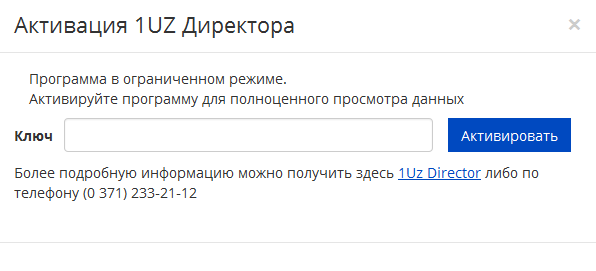 Активация 1UZ Директора ×
Программа в ограниченном режиме.
Активируйте программу для полноценного просмотра данных
Ключ Активировать
Более подробную информацию можно получить здесь 1Uz Director либо по
телефону (0 371) 233-21-12